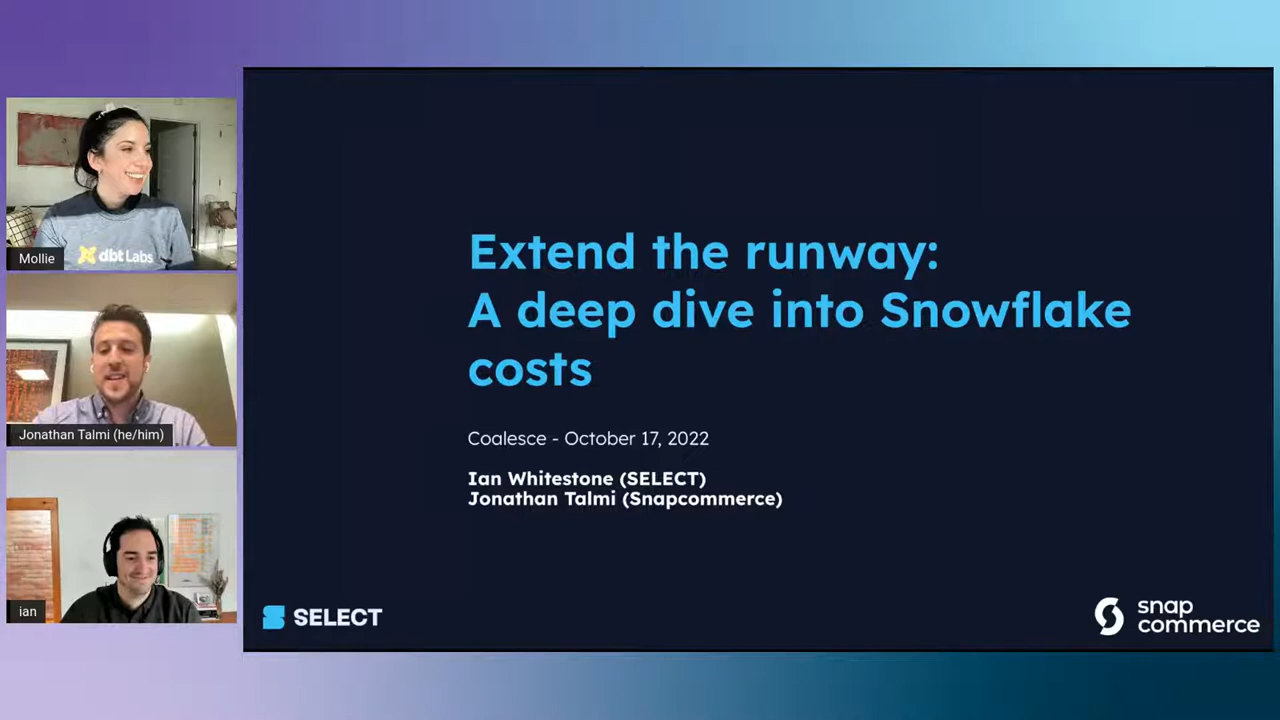 dbt Labs
Mollie
Jonathan Talmi (he/him)
ian
Extend the runway:
A deep dive into Snowflake
costs
Coalesce - October 17, 2022
Ian Whitestone (SELECT)
Jonathan Talmi (Snapcommerce)
SELECT
snap
commerce